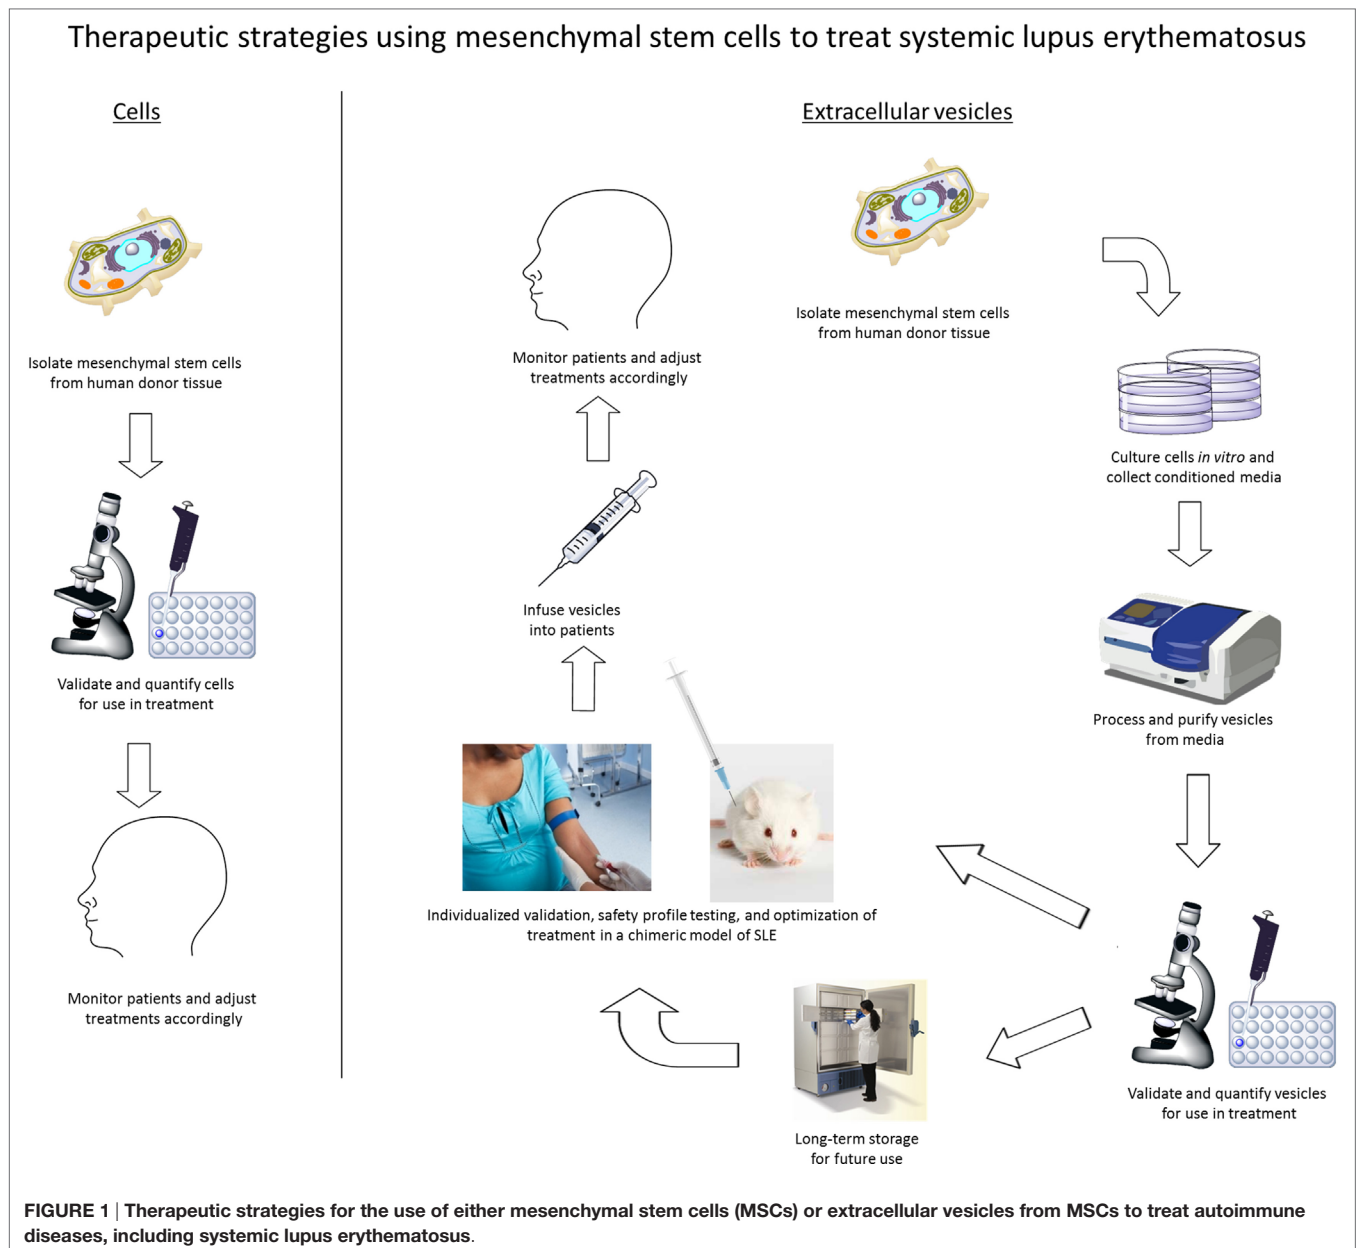 Therapeutic strategies using mesenchymal stem cells to treat systemic lupus erythematosus
Cells
Isolate mesenchymal stem cells
from human donor tissue
Validate and quantify cells
for use in treatment
Monitor patients and adjust
treatments accordingly
Extracellular vesicles
Isolate mesenchymal stem cells
from human donor tissue
Culture cells in vitro and
collect conditioned media
Process and purify vesicles
from media
Validate and quantify vesicles
for use in treatment
Long-term storage
for future use
Individualized validation, safety profile testing, and optimization of
treatment in a chimeric model of SLE
Infuse vesicles
into patients
Monitor patients and adjust
treatments accordingly
FIGURE 1 | Therapeutic strategies for the use of either mesenchymal stem cells (MSCs) or extracellular vesicles from MSCs to treat autoimmune
diseases, including systemic lupus erythematosus.